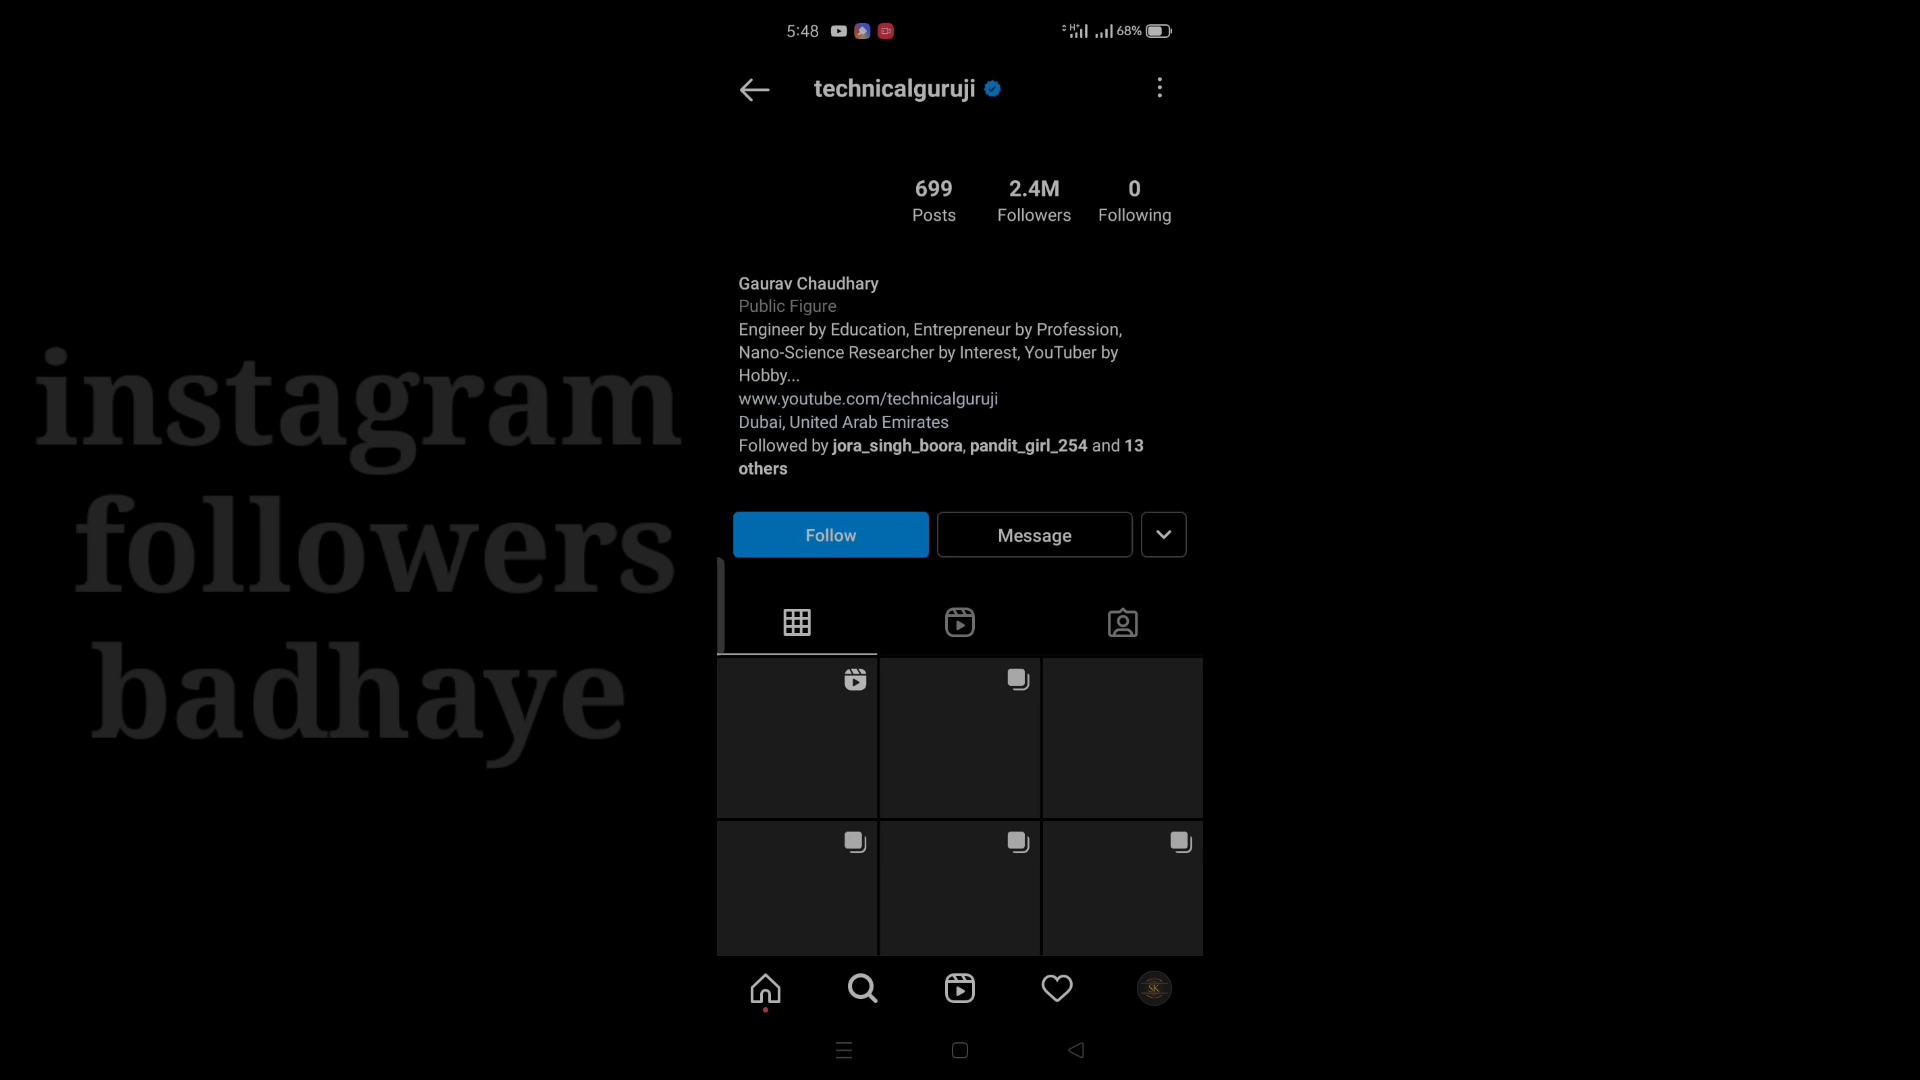 5:48
H+
68%
technicalguruji
699
2.4M
0
Posts
Followers
Following
Gaurav Chaudhary
Public Figure
Engineer by Education, Entrepreneur by Profession,
Nano-Science Researcher by Interest, YouTuber by
Hobby...
www.youtube.com/technicalguruji
Dubai, United Arab Emirates
Followed by jora_singh_boora, pandit_girl_254 and 13
others
Follow
Message
instagram
followers
badhaye
SK